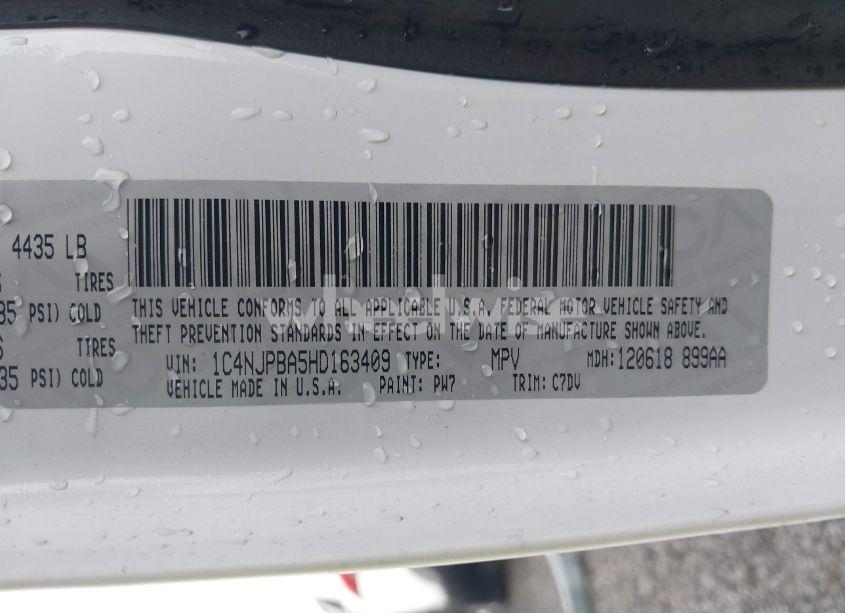 4435 LB
TIRES
35 PSI) COLD
TIRES
35 PSI) COLD
THIS VEHICLE CONFORMS TO ALL APPLICABLE U.S.A. FEDERAL MOTOR VEHICLE SAFETY AND
THEFT PREVENTION STANDARDS IN EFFECT ON THE DATE OF MANUFACTURE SHOWN ABOVE.
VIN: 1C4NJPBA5HD163409 TYPE: MPV MDH:120618 899AA
VEHICLE MADE IN U.S.A. PAINT: PW7 TRIM: C7DV